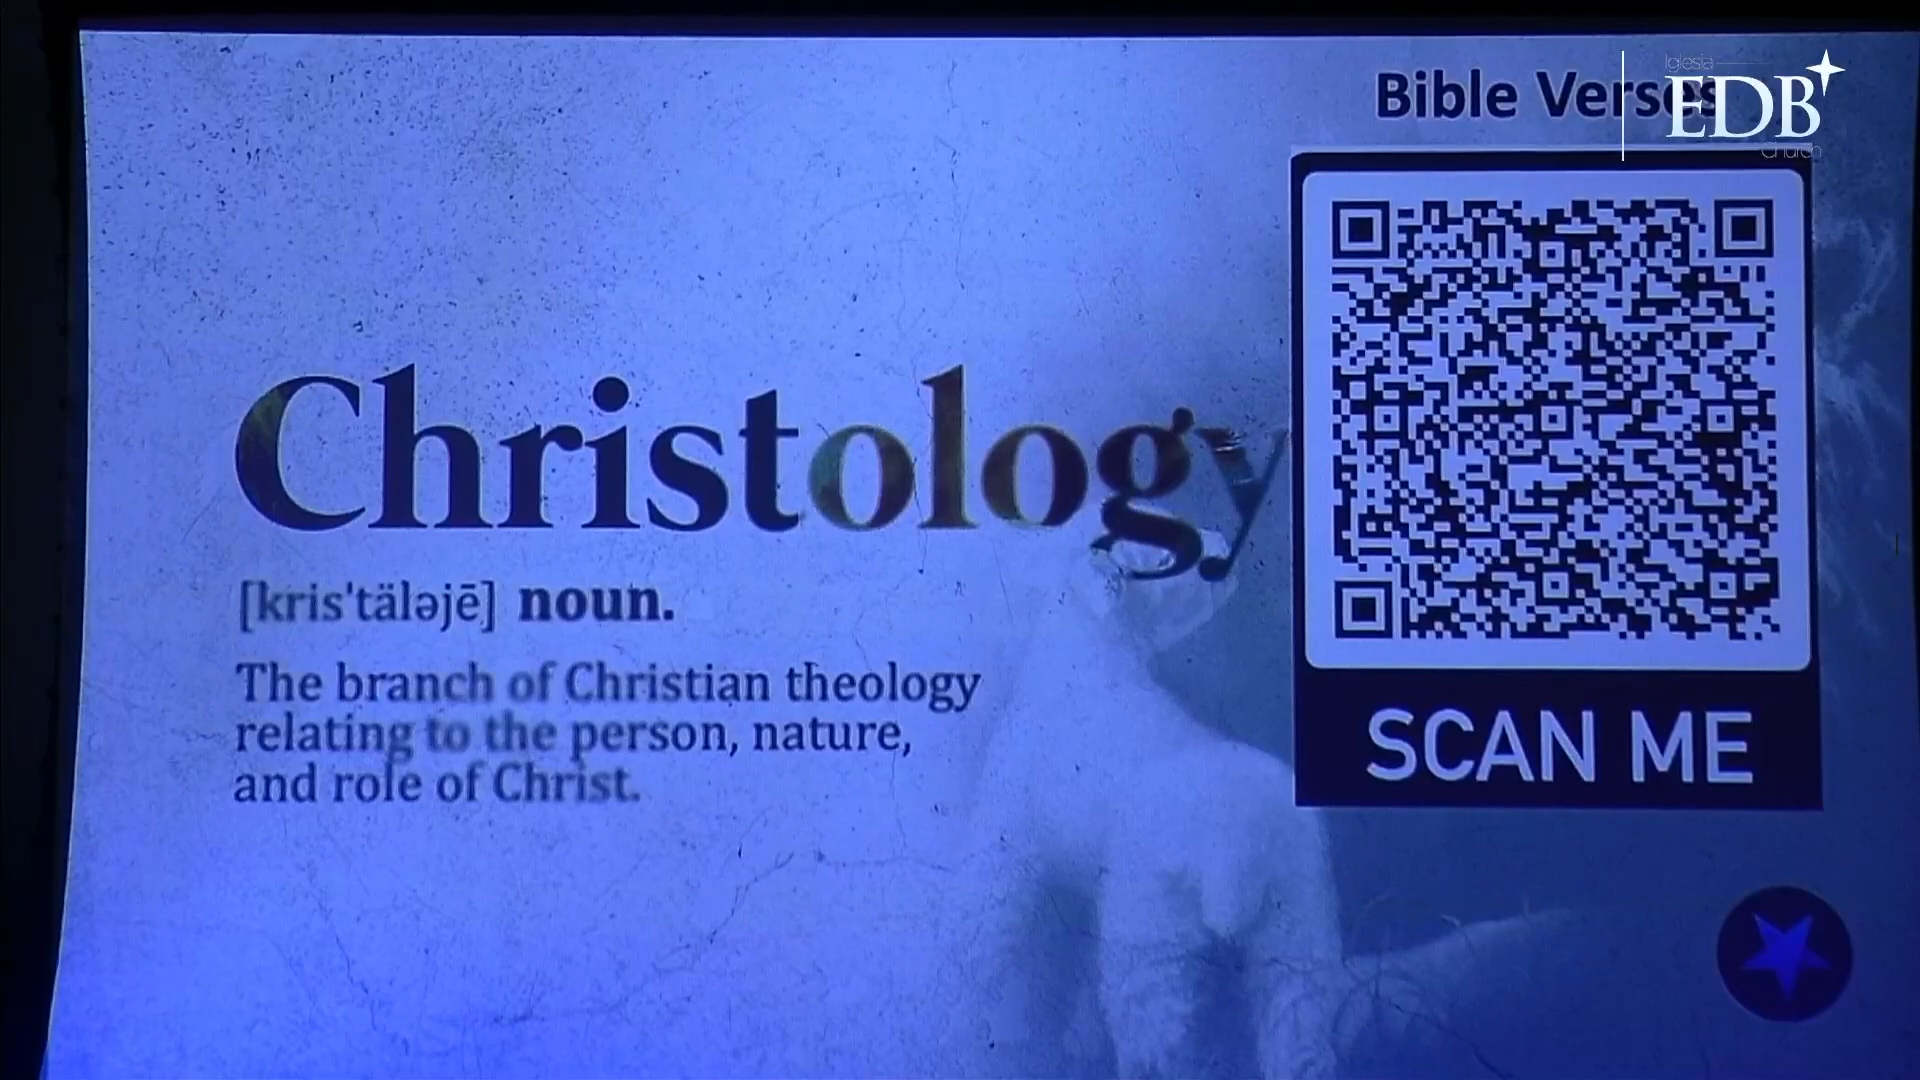 Bible Verses
Iglesia
EDB
Church
Christology
[kris'täləjē] noun.
The branch of Christian theology
relating to the person, nature,
and role of Christ.
SCAN ME